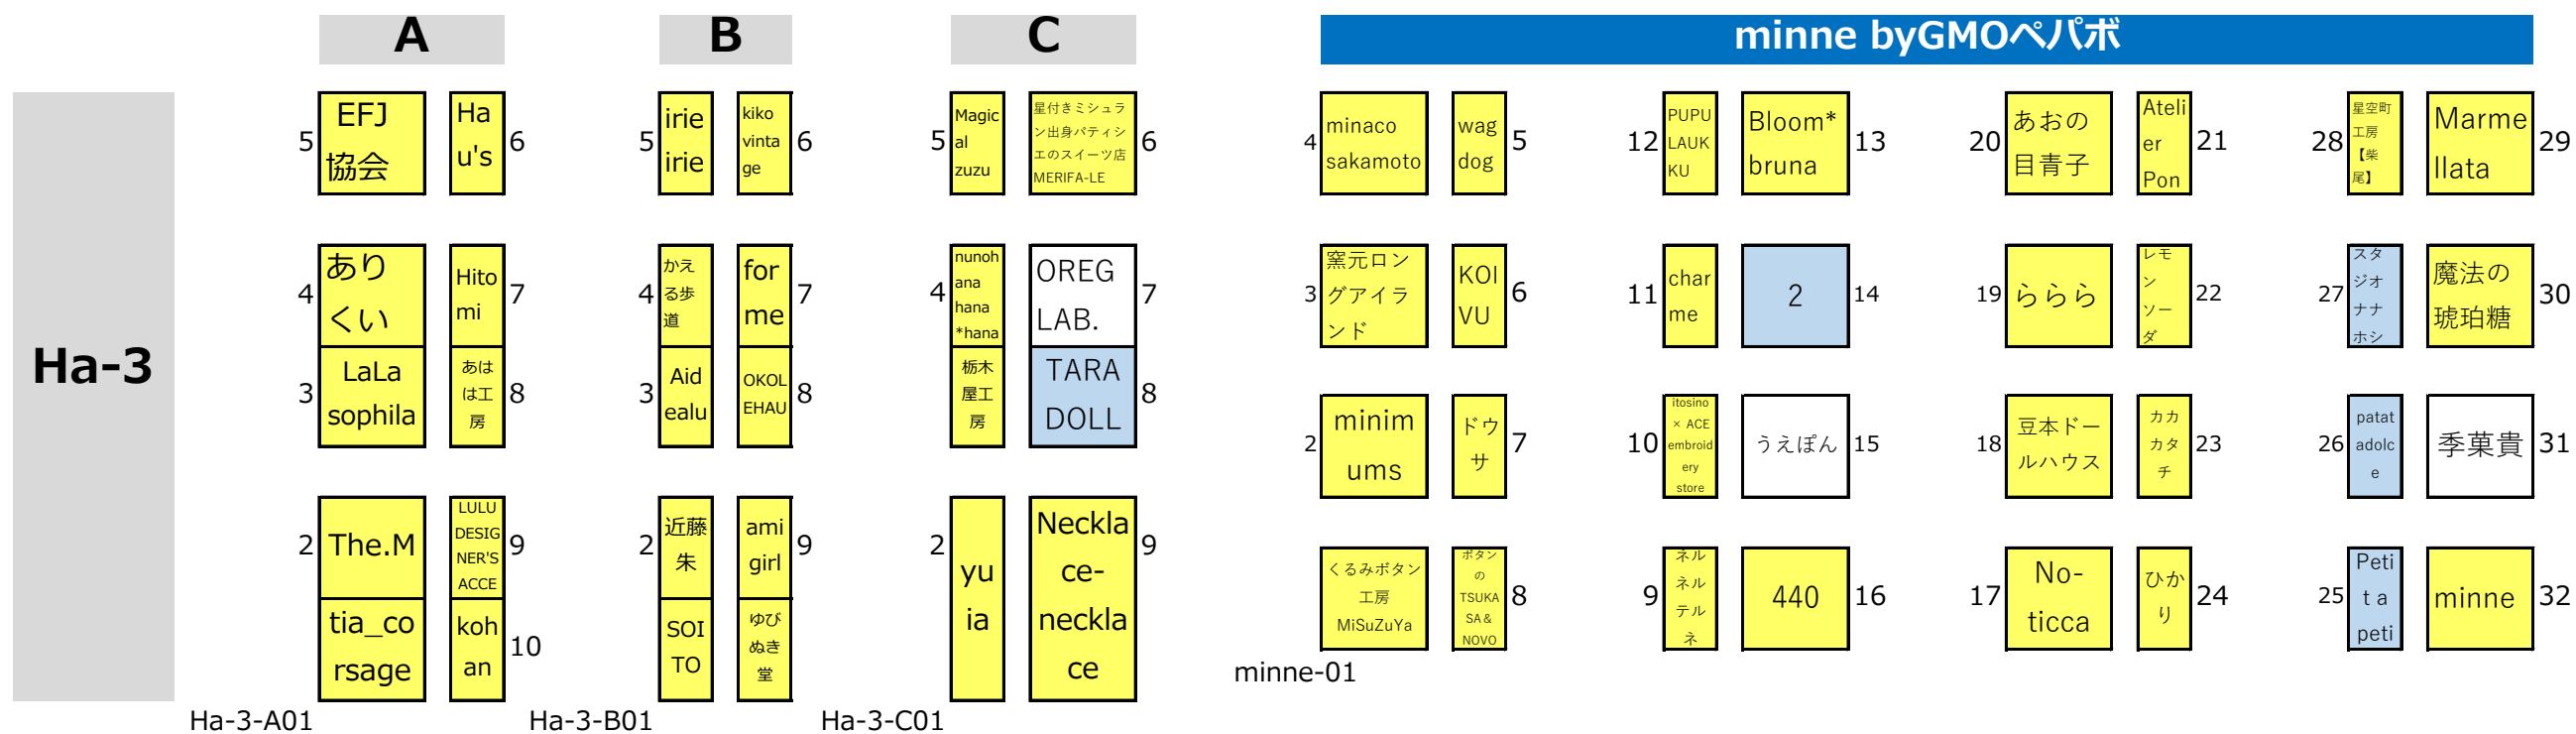 A
B
C
minne byGMOペパボ
Ha-3
5
EFJ
協会
Ha
u's
6
4
あり
くい
Hito
mi
7
3
LaLa
sophila
あは
は工
房
8
2
The.M
LULU
DESIG
NER'S
ACCE
9
tia_co
rsage
koh
an
10
Ha-3-A01
5
irie
irie
kiko
vinta
ge
6
4
かえ
る歩
道
for
me
7
3
Aid
ealu
OKOL
EHAU
8
2
近藤
朱
ami
girl
9
SOI
TO
ゆび
ぬき
堂
Ha-3-B01
5
Magic
al
zuzu
星付きミシュラ
ン出身パティシ
エのスイーツ店
MERIFA-LE
6
4
nunoh
ana
hana
*hana
OREG
LAB.
7
3
栃木
屋工
房
TARA
DOLL
8
2
yu
ia
Neckla
ce-
neckla
ce
9
Ha-3-C01
4
minaco
sakamoto
wag
dog
5
3
窯元ロン
グアイラ
ンド
KOI
VU
6
2
minim
ums
ドウ
サ
7
くるみボタン
工房
MiSuZuYa
ボタン
の
TSUKA
SA＆
NOVO
8
minne-01
12
PUPU
LAUK
KU
Bloom*
bruna
13
11
char
me
2
14
10
itosino
× ACE
embroid
ery
store
うえぽん
15
9
ネル
ネル
テル
ネ
440
16
20
あおの
目青子
Ateli
er
Pon
21
19
ららら
レモ
ン
ソー
ダ
22
18
豆本ドー
ルハウス
カカ
カタ
チ
23
17
No-
ticca
ひか
り
24
28
星空町
工房
【柴
尾】
Marme
llata
29
27
スタ
ジオ
ナナ
ホシ
魔法の
琥珀糖
30
26
patat
adolc
e
季菓貴
31
25
Peti
t a
peti
minne
32